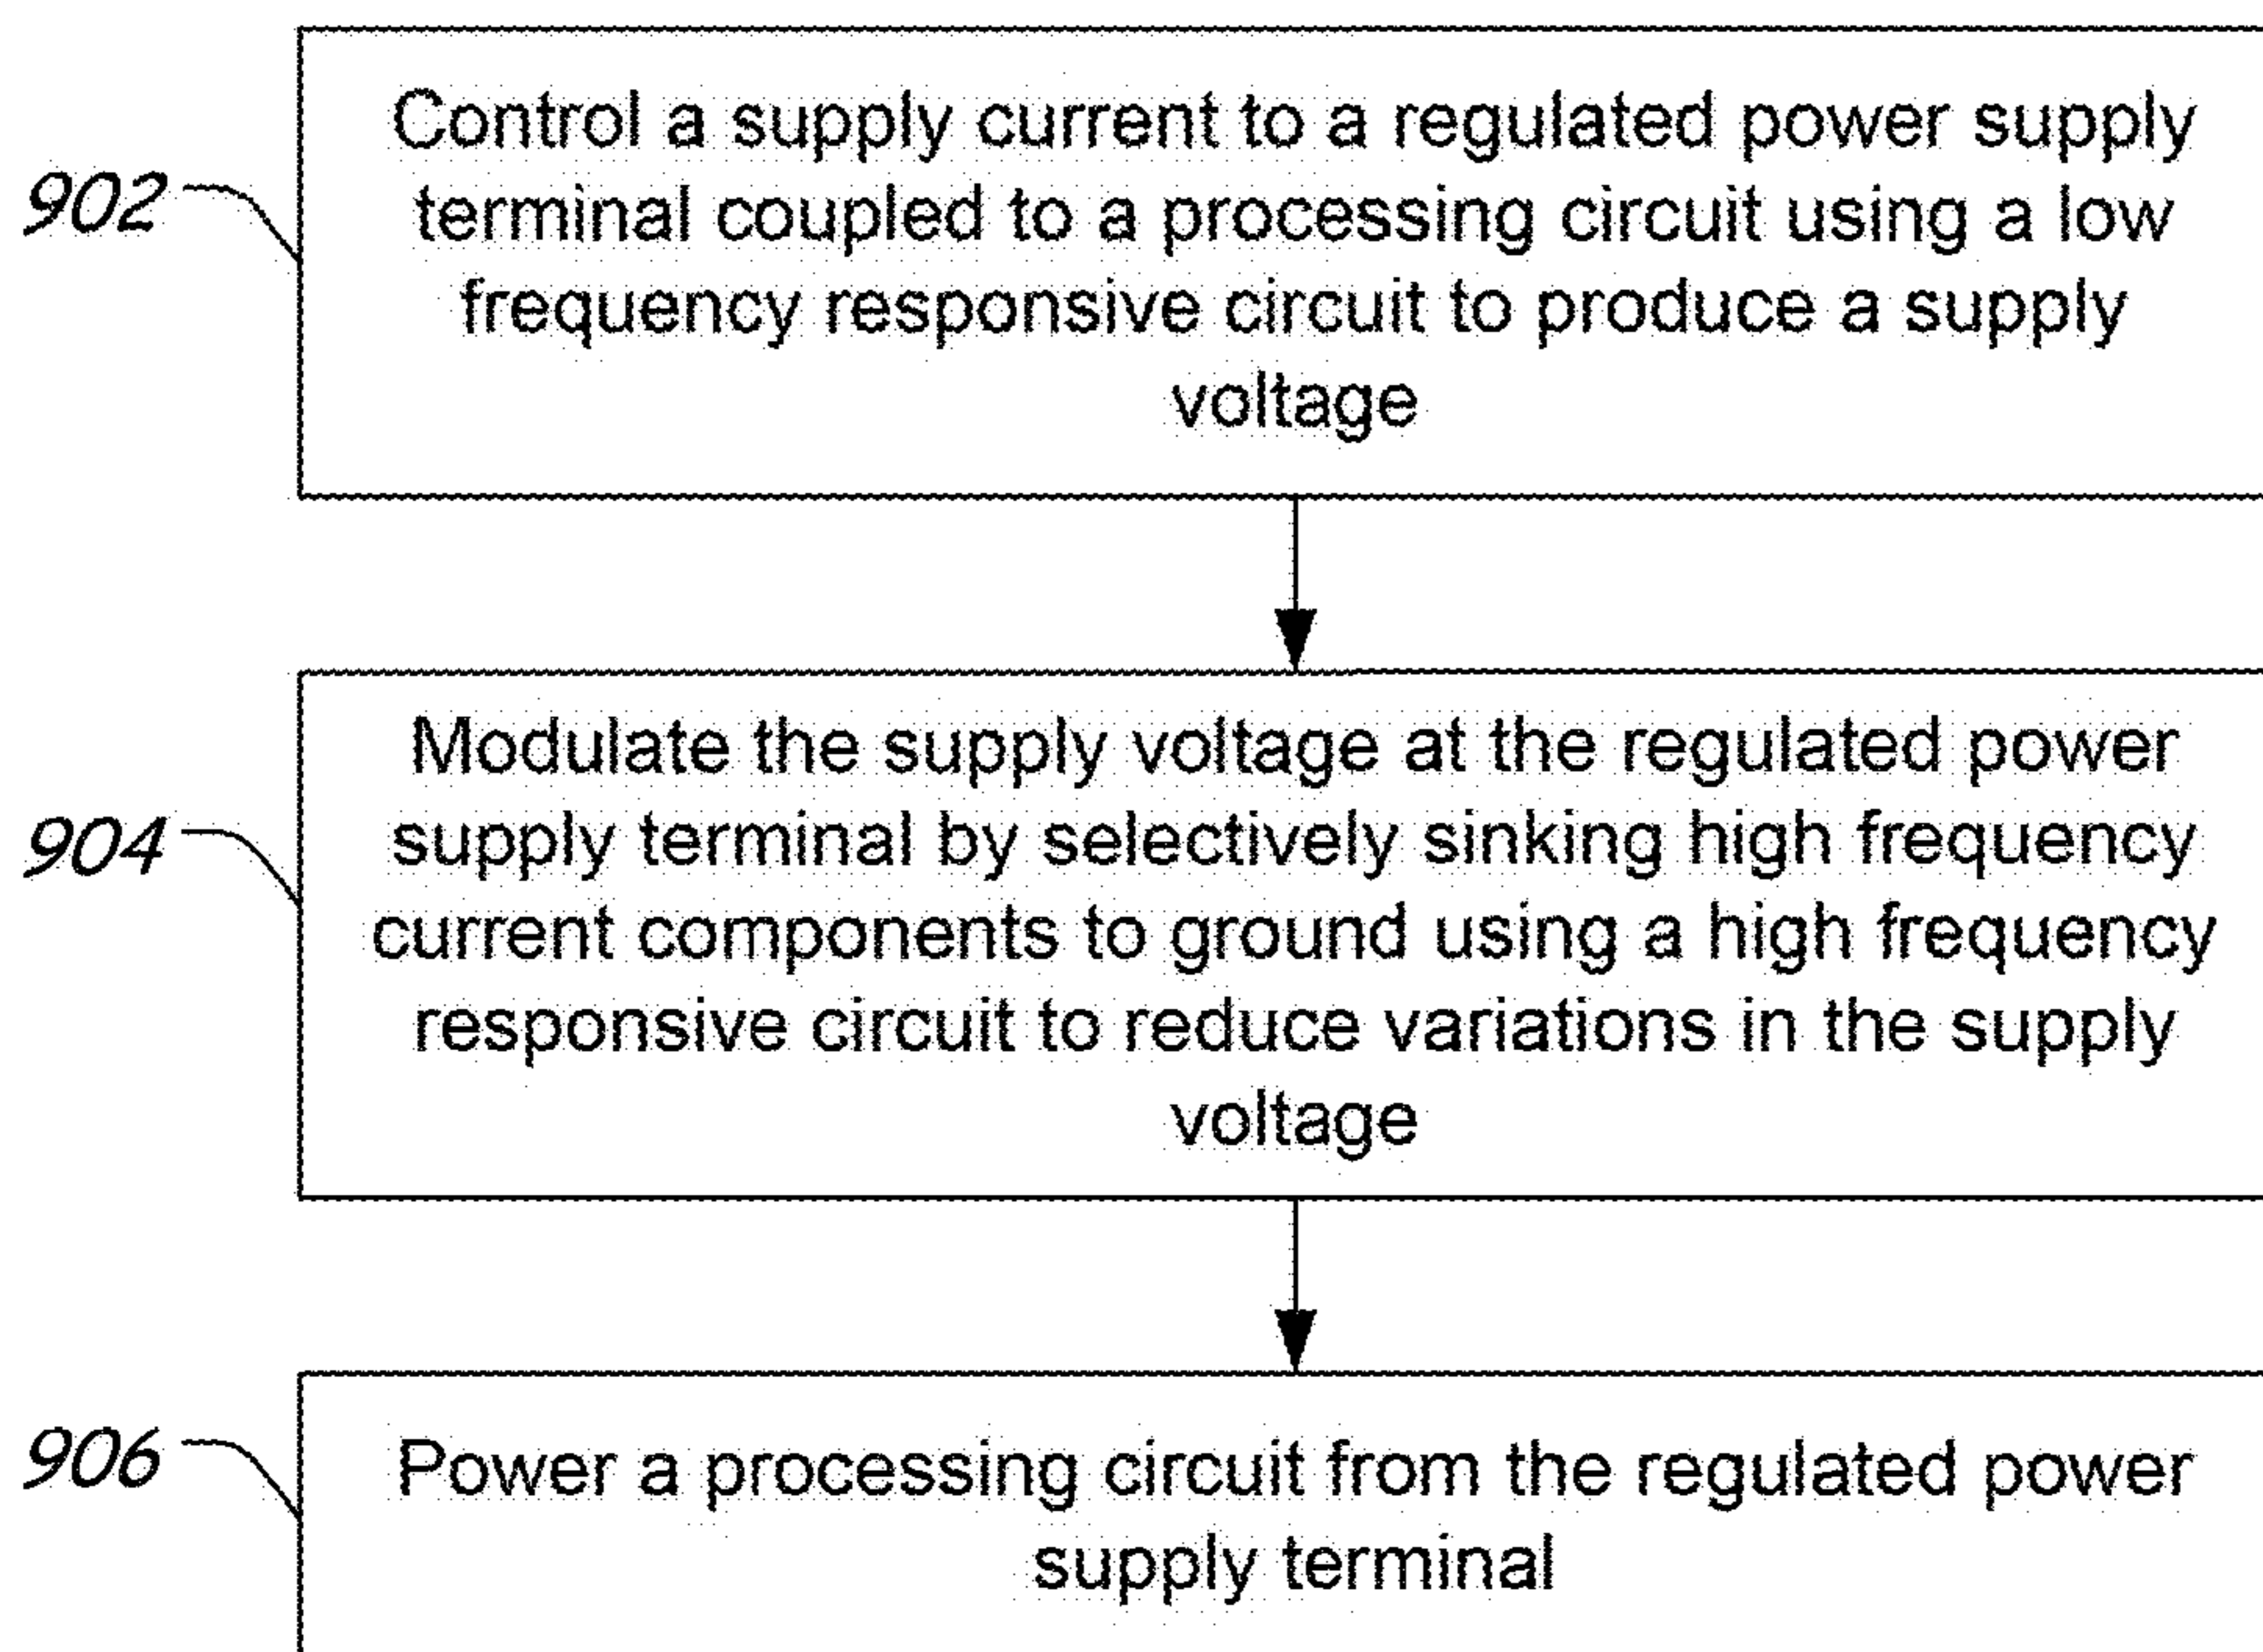 Control a supply current to a regulated power supply
902
terminal coupled to a processing circuit using a low
frequency responsive circuit to produce a supply
voltage
Modulate the supply voltage at the regulated power
904
supply terminal by selectively sinking high frequency
current components to ground using a high frequency
responsive circuit to reduce variations in the supply
voltage
906
Power a processing circuit from the regulated power
supply terminal